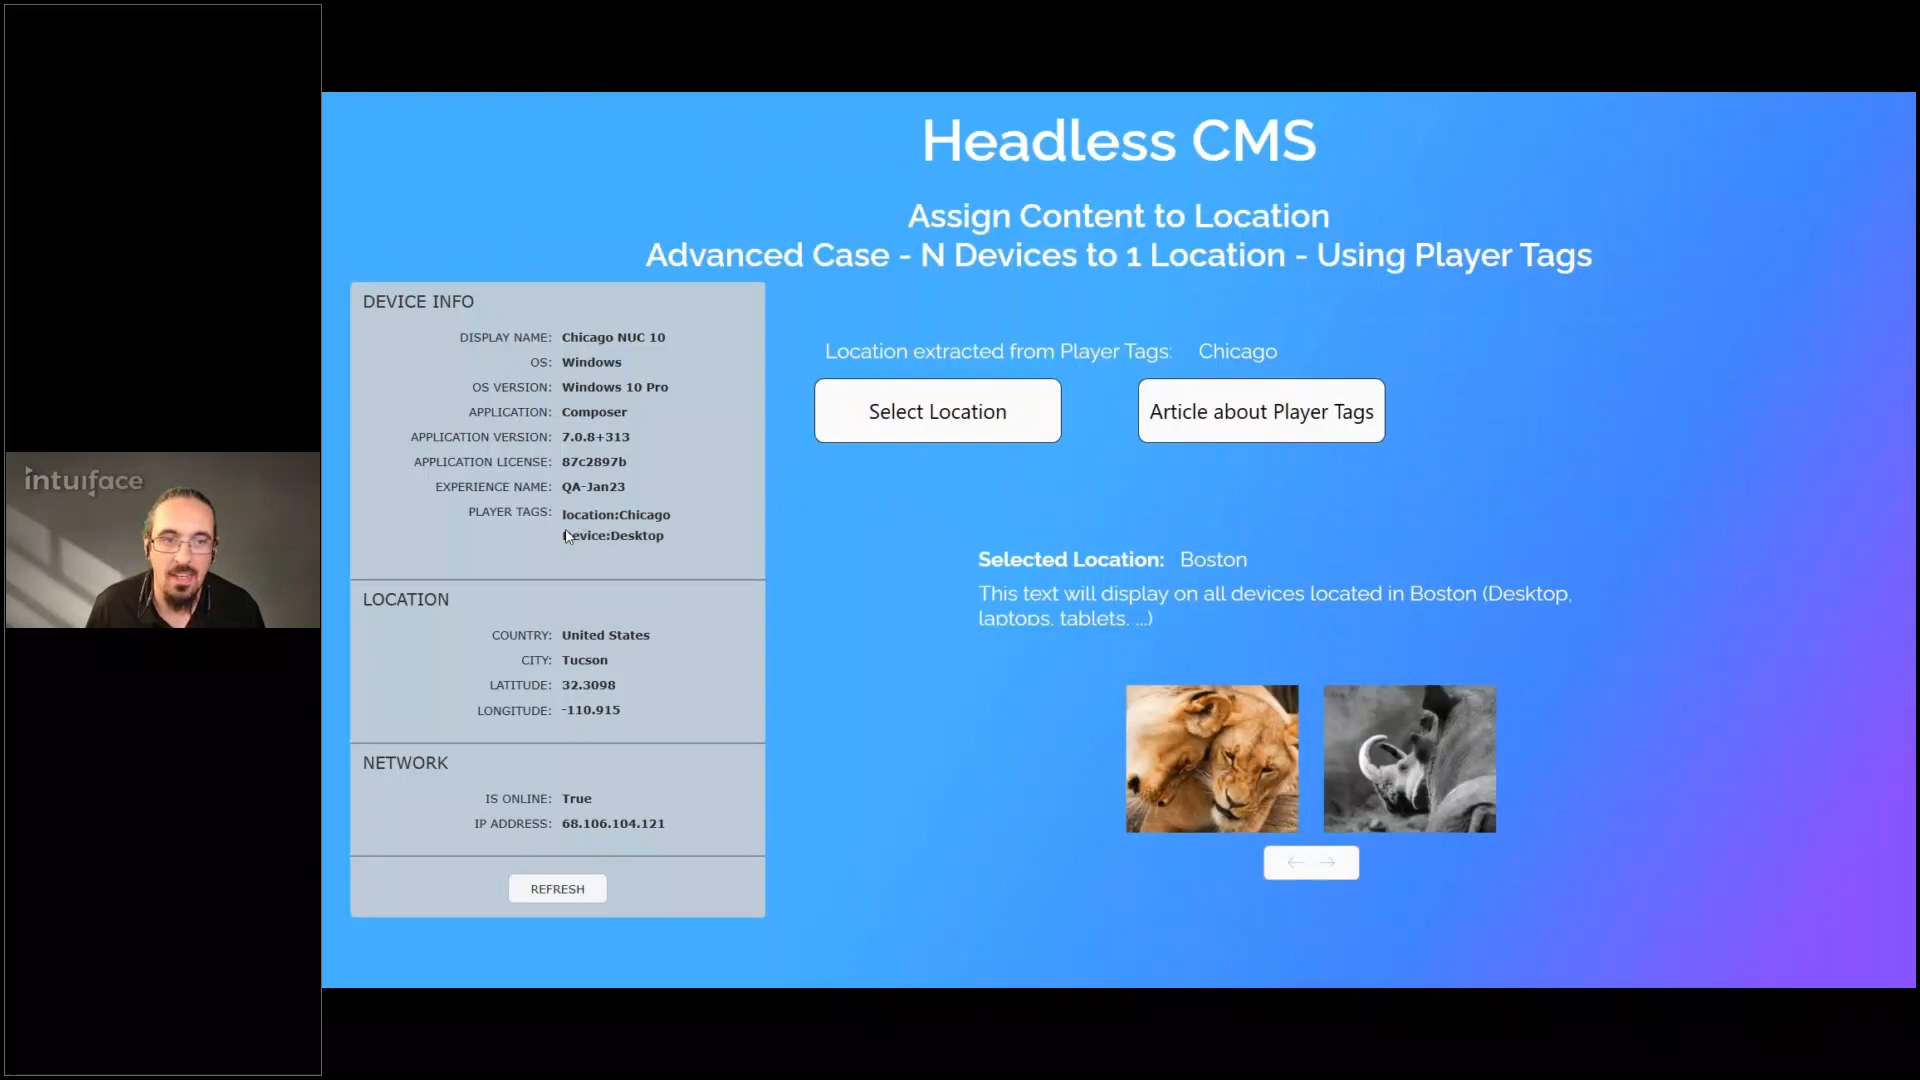 intuıface
Headless CMS
Assign Content to Location
Advanced Case - N Devices to 1 Location - Using Player Tags
DEVICE INFO
DISPLAY NAME: Chicago NUC 10
OS: Windows
OS VERSION: Windows 10 Pro
APPLICATION: Composer
APPLICATION VERSION: 7.0.8+313
APPLICATION LICENSE: 87c2897b
EXPERIENCE NAME: QA-Jan23
PLAYER TAGS: location:Chicago
Device:Desktop
LOCATION
COUNTRY: United States
CITY: Tucson
LATITUDE: 32.3098
LONGITUDE: -110.915
NETWORK
IS ONLINE: True
IP ADDRESS: 68.106.104.121
REFRESH
Location extracted from Player Tags: Chicago
Select Location
Article about Player Tags
Selected Location: Boston
This text will display on all devices located in Boston (Desktop,
laptops, tablets, ...)